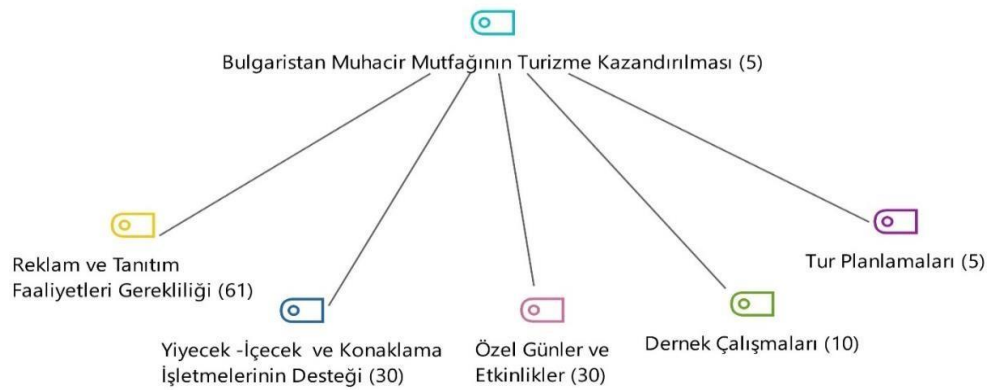 Bulgaristan Muhacir Mutfağının Turizme Kazandırılması (5)
Reklam ve Tanıtım
Faaliyetleri Gerekliliği (61)
Yiyecek -İçecek ve Konaklama
İşletmelerinin Desteği (30)
Özel Günler ve
Etkinlikler (30)
Dernek Çalışmaları (10)
Tur Planlamaları (5)